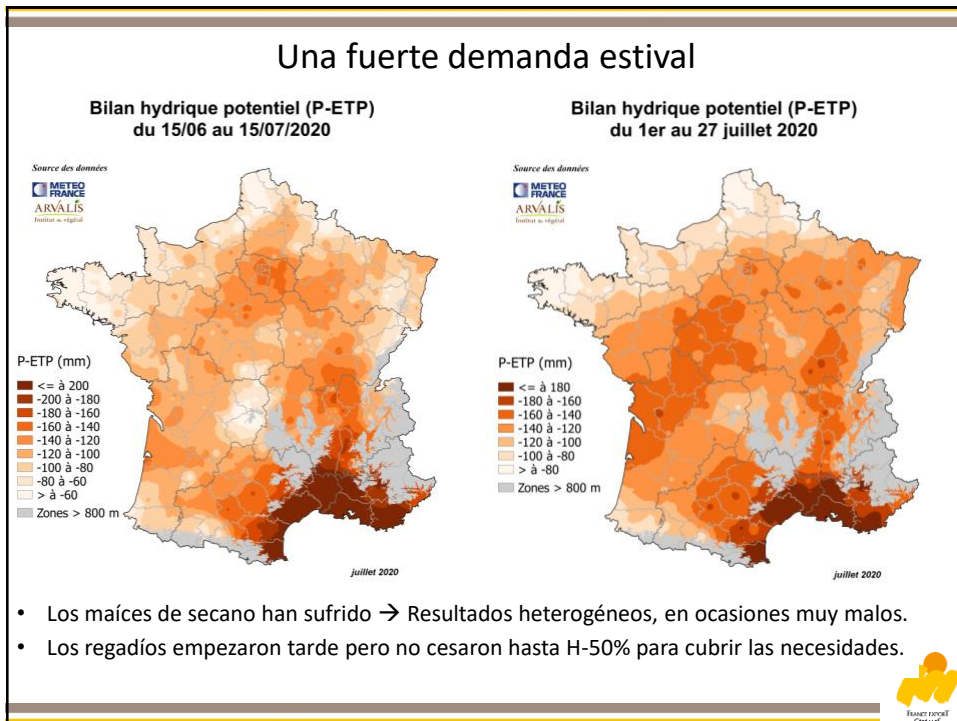 Una fuerte demanda estival
Bilan hydrique potentiel (P-ETP)
du 15/06 au 15/07/2020
Source des données
METEO
FRANCE
ARVALIS
Institut du végétal
P-ETP (mm)
<= à 200
-200 à -180
-180 à -160
-160 à -140
-140 à -120
-120 à -100
-100 à -80
-80 à -60
> à -60
Zones > 800 m
juillet 2020
Bilan hydrique potentiel (P-ETP)
du 1er au 27 juillet 2020
Source des données
METEO
FRANCE
ARVALIS
Institut du végétal
P-ETP (mm)
<= à 180
-180 à -160
-160 à -140
-140 à -120
-120 à -100
-100 à -80
> à -80
Zones > 800 m
juillet 2020
• Los maíces de secano han sufrido → Resultados heterogéneos, en ocasiones muy malos.
• Los regadíos empezaron tarde pero no cesaron hasta H-50% para cubrir las necesidades.
FRANCE EXPORT